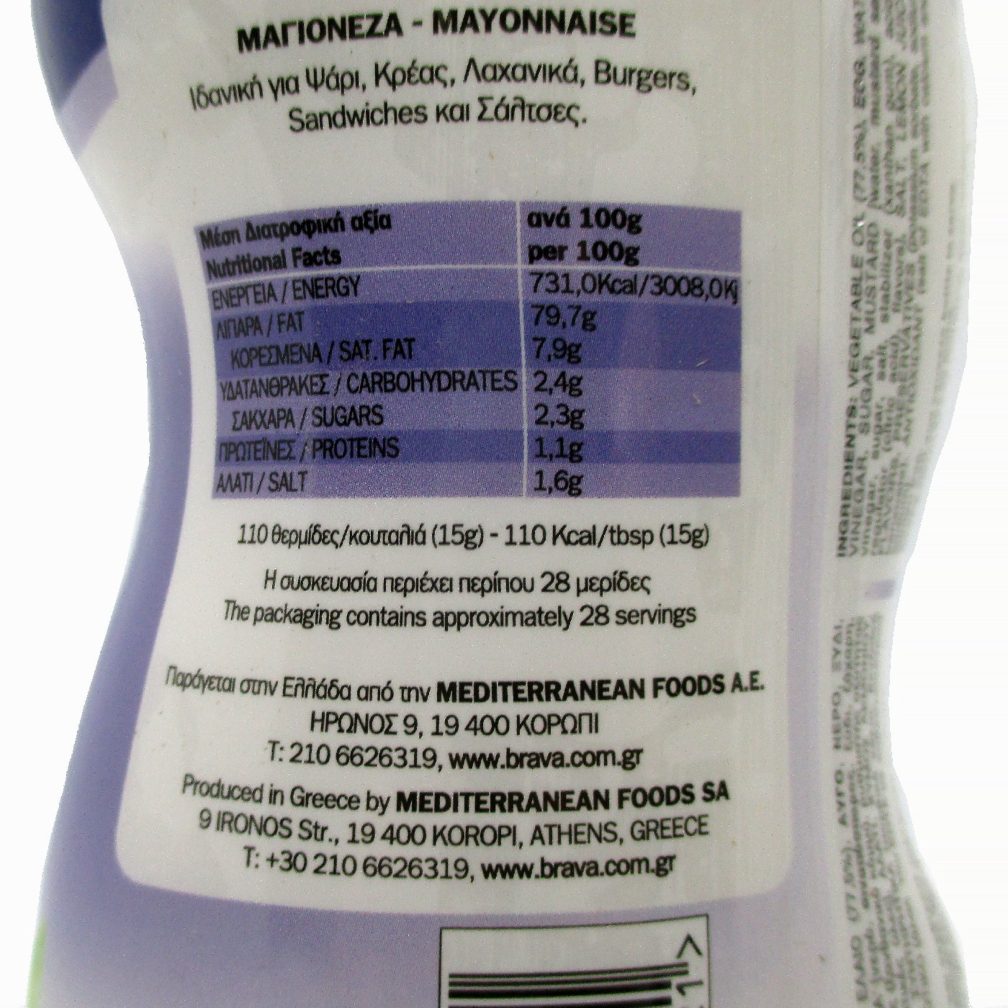 ΜΑΓΙΟΝΕΖΑ - MAYONNAISE
Ιδανική για Ψάρι, Κρέας, Λαχανικά, Burgers,
Sandwiches και Σάλτσες.
Μέση Διατροφική αξία ανά 100g
Nutritional Facts per 100g
ΕΝΕΡΓΕΙΑ / ENERGY 731,0Kcal/3008,0Kj
ΛΙΠΑΡΑ / FAT 79,7g
ΚΟΡΕΣΜΕΝΑ / SAT. FAT 7,9g
ΥΔΑΤΑΝΘΡΑΚΕΣ / CARBOHYDRATES 2,4g
ΣΑΚΧΑΡΑ / SUGARS 2,3g
ΠΡΩΤΕΪΝΕΣ / PROTEINS 1,1g
ΑΛΑΤΙ / SALT 1,6g
110 θερμίδες/κουταλιά (15g) - 110 Kcal/tbsp (15g)
Η συσκευασία περιέχει περίπου 28 μερίδες
The packaging contains approximately 28 servings
Παράγεται στην Ελλάδα από την MEDITERRANEAN FOODS A.E.
ΗΡΩΝΟΣ 9, 19 400 ΚΟΡΩΠΙ
T: 210 6626319, www.brava.com.gr
Produced in Greece by MEDITERRANEAN FOODS SA
9 IRONOS Str., 19 400 KOROPI, ATHENS, GREECE
T: +30 210 6626319, www.brava.com.gr
INGREDIENTS: VEGETABLE OIL (77,5%), EGG,
VINEGAR, SUGAR, MUSTARD